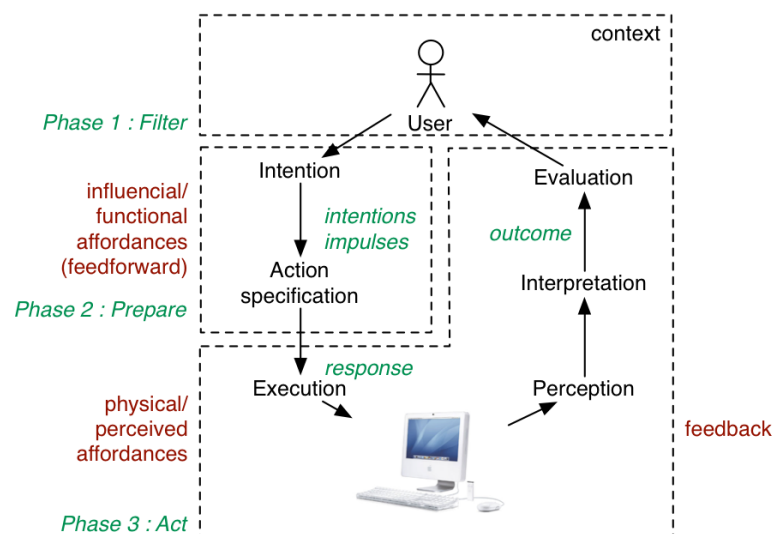 context
User
Phase 1 : Filter
Intention
Evaluation
influencial/
functional
affordances
(feedforward)
intentions
impulses
outcome
Action
specification
Interpretation
Phase 2 : Prepare
response
Execution
Perception
physical/
perceived
affordances
feedback
Phase 3 : Act